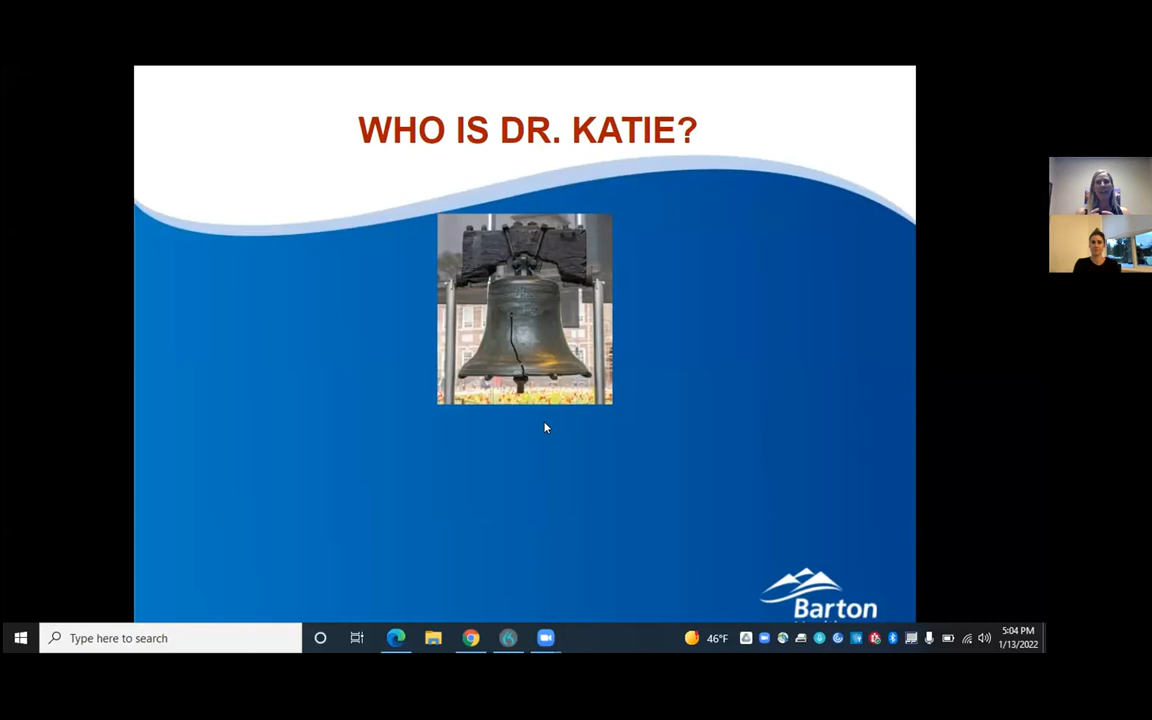 WHO IS DR. KATIE?
Barton
Type here to search
46°F
5:04 PM
1/13/2022